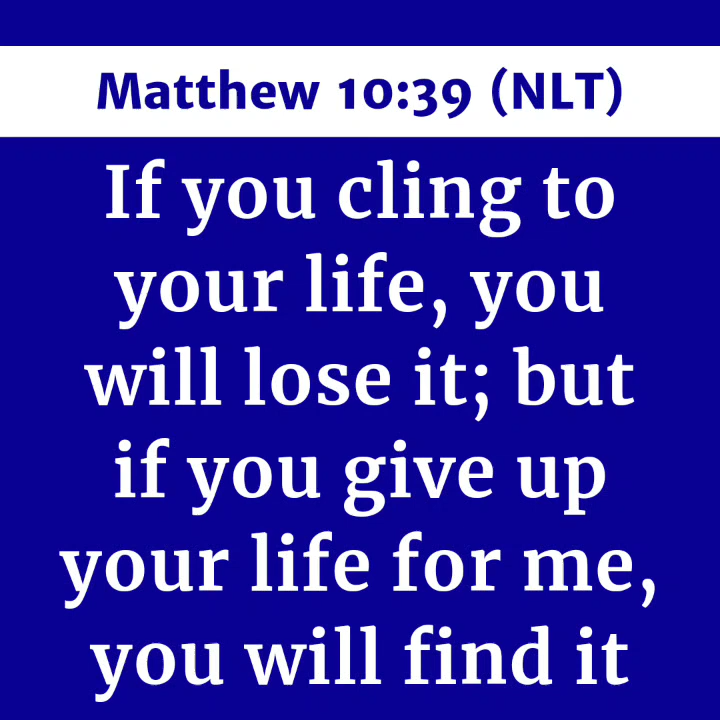 Matthew 10:39 (NLT)
If you cling to
your life, you
will lose it; but
if you give up
your life for me,
you will find it